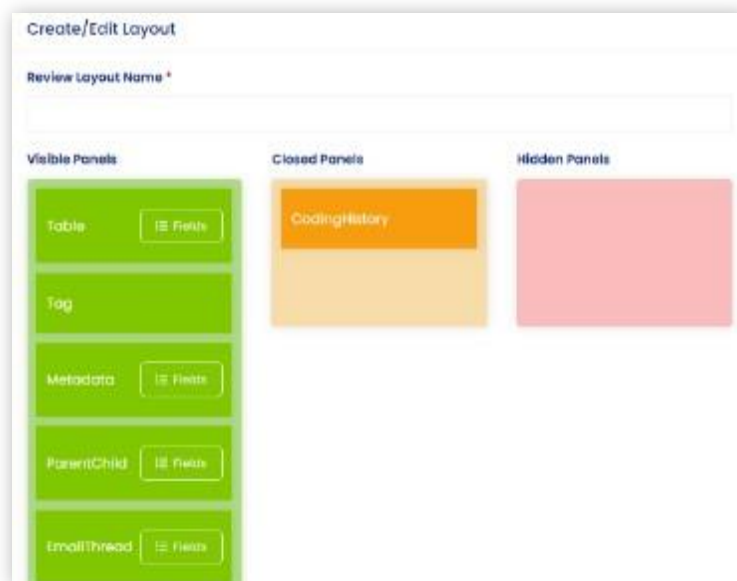 Create/Edit Layout
Review Layout Name *
Visible Panels
Closed Panels
Hidden Panels
Table
Fields
CodingHistory
Tag
Metadata
Fields
ParentChild
Fields
EmailThread
Fields